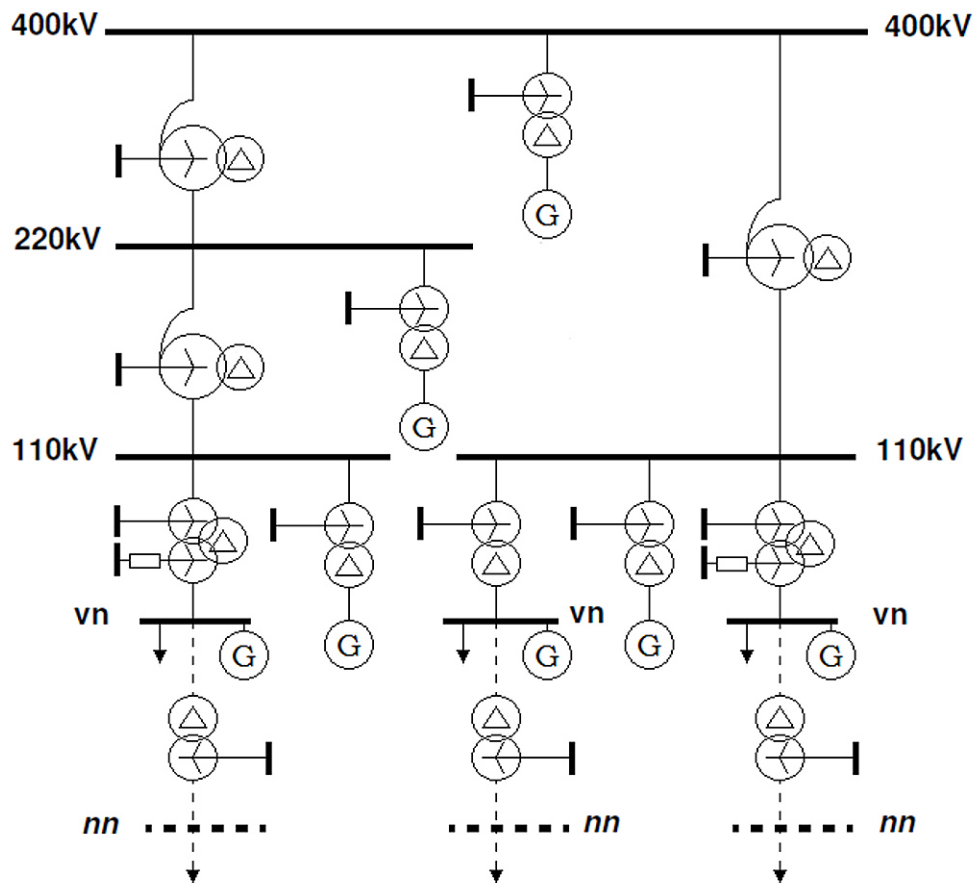 400kV 400kV
G
220kV
G
110kV 110kV
vn vn vn
G G G G G
nn nn nn